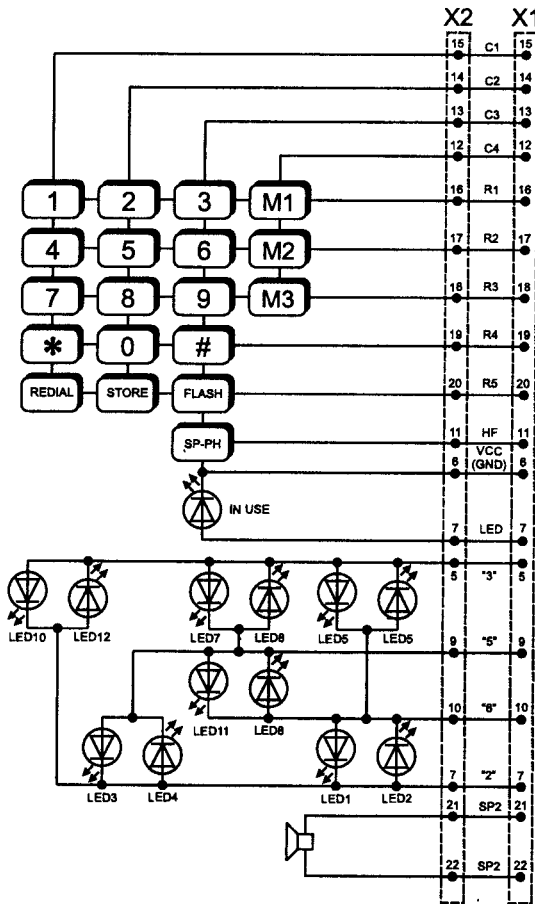 X2 X1
15 C1 15
14 C2 14
13 C3 13
12 C4 12
1 2 3 M1 16 R1 16
4 5 6 M2 17 R2 17
7 8 9 M3 18 R3 18
* 0 # 19 R4 19
REDIAL STORE FLASH 20 R5 20
SP-PH 11 HF 11
6 VCC 6
(GND)
IN USE
7 LED 7
5 "3" 5
LED10 LED12 LED7 LED8 LED5 LED5
9 "5" 9
LED11 LED8
10 "6" 10
7 "2" 7
LED3 LED4 LED1 LED2
21 SP2 21
22 SP2 22